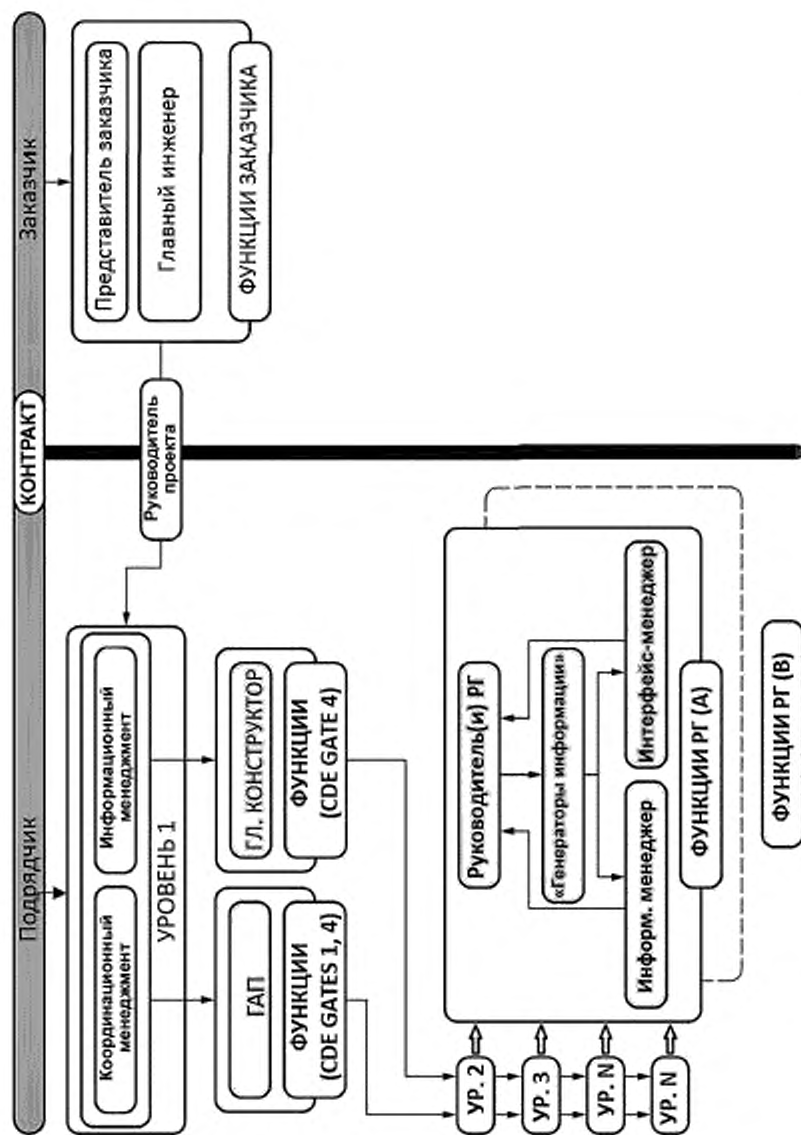 Подрядчик
КОНТРАКТ
Заказчик
Координационный
менеджмент
Информационный
менеджмент
УРОВЕНЬ 1
Руководитель
проекта
Представитель заказчика
Главный инженер
ФУНКЦИИ ЗАКАЗЧИКА
ГАП
ФУНКЦИИ
(CDE GATES 1, 4)
ГЛ. КОНСТРУКТОР
ФУНКЦИИ
(CDE GATE 4)
УР. 2
УР. 3
УР. N
УР. N
Руководитель(и) РГ
«Генераторы информации»
Информ. менеджер
Интерфейс-менеджер
ФУНКЦИИ РГ (A)
ФУНКЦИИ РГ (B)